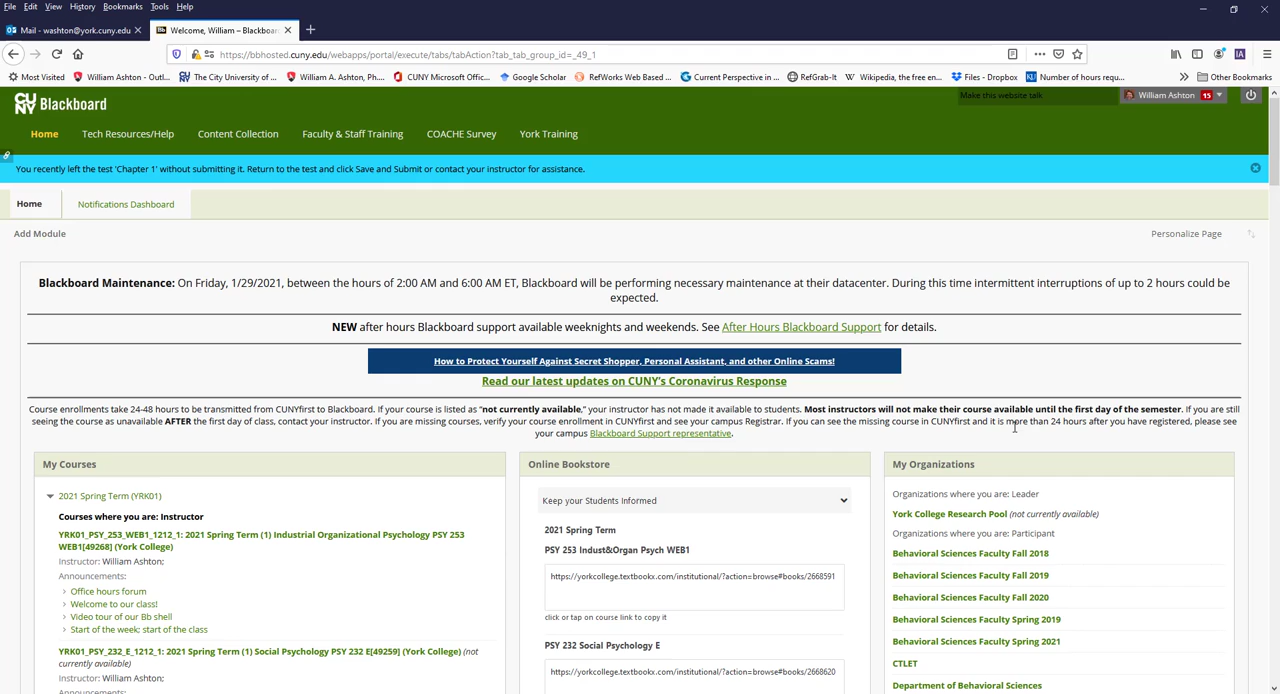 File Edit View History Bookmarks Tools Help
Mail - washton@york.cuny.edu
Welcome, William – Blackboar
https://bbhosted.cuny.edu/webapps/portal/execute/tabs/tabAction?tab_tab_group_id=_49_1
Most Visited William Ashton - Outl... The City University of ... William A. Ashton, Ph.... CUNY Microsoft Offic... Google Scholar RefWorks Web Based ... Current Perspective in ... RefGrab-It Wikipedia, the free en... Files - Dropbox Number of hours requ... Other Bookmarks
CUNY Blackboard
Make this website talk
William Ashton 15
Home Tech Resources/Help Content Collection Faculty & Staff Training COACHE Survey York Training
You recently left the test 'Chapter 1' without submitting it. Return to the test and click Save and Submit or contact your instructor for assistance.
Home Notifications Dashboard
Add Module Personalize Page
Blackboard Maintenance: On Friday, 1/29/2021, between the hours of 2:00 AM and 6:00 AM ET, Blackboard will be performing necessary maintenance at their datacenter. During this time intermittent interruptions of up to 2 hours could be
expected.
NEW after hours Blackboard support available weeknights and weekends. See After Hours Blackboard Support for details.
How to Protect Yourself Against Secret Shopper, Personal Assistant, and other Online Scams!
Read our latest updates on CUNY's Coronavirus Response
Course enrollments take 24-48 hours to be transmitted from CUNYfirst to Blackboard. If your course is listed as "not currently available," your instructor has not made it available to students. Most instructors will not make their course available until the first day of the semester. If you are still
seeing the course as unavailable AFTER the first day of class, contact your instructor. If you are missing courses, verify your course enrollment in CUNYfirst and see your campus Registrar. If you can see the missing course in CUNYfirst and it is more than 24 hours after you have registered, please see
your campus Blackboard Support representative.
My Courses
2021 Spring Term (YRK01)
Courses where you are: Instructor
YRK01_PSY_253_WEB1_1212_1: 2021 Spring Term (1) Industrial Organizational Psychology PSY 253
WEB1[49268] (York College)
Instructor: William Ashton;
Announcements:
Office hours forum
Welcome to our class!
Video tour of our Bb shell
Start of the week: start of the class
YRK01_PSY_232_E_1212_1: 2021 Spring Term (1) Social Psychology PSY 232 E[49259] (York College) (not
currently available)
Instructor: William Ashton;
Announcements:
Online Bookstore
Keep your Students Informed
2021 Spring Term
PSY 253 Indust&Organ Psych WEB1
https://yorkcollege.textbookx.com/institutional/?action=browse#books/2668591
click or tap on course link to copy it
PSY 232 Social Psychology E
https://yorkcollege.textbookx.com/institutional/?action=browse#books/2668620
My Organizations
Organizations where you are: Leader
York College Research Pool (not currently available)
Organizations where you are: Participant
Behavioral Sciences Faculty Fall 2018
Behavioral Sciences Faculty Fall 2019
Behavioral Sciences Faculty Fall 2020
Behavioral Sciences Faculty Spring 2019
Behavioral Sciences Faculty Spring 2021
CTLET
Department of Behavioral Sciences